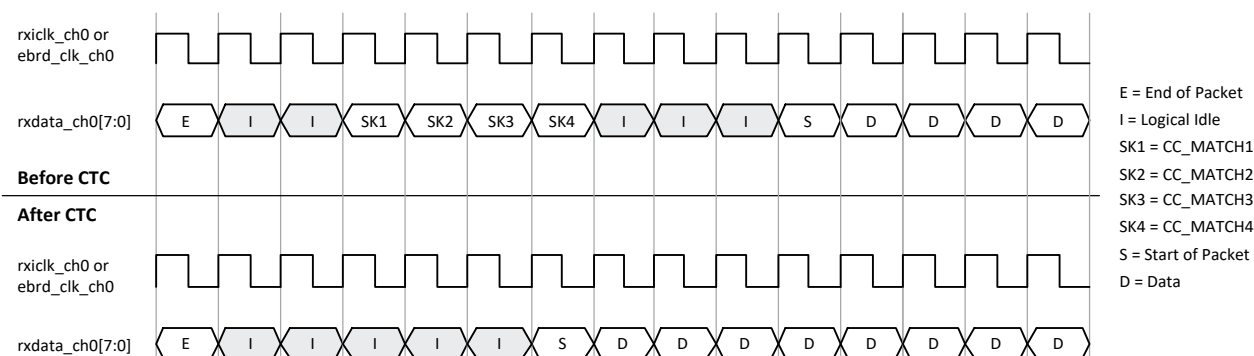 rxiclk_ch0 or
ebrd_clk_ch0
rxdata_ch0[7:0]
E I I SK1 SK2 SK3 SK4 I I I S D D D D
Before CTC
After CTC
rxiclk_ch0 or
ebrd_clk_ch0
rxdata_ch0[7:0]
E I I I I I S D D D D D D D D
E = End of Packet
I = Logical Idle
SK1 = CC_MATCH1
SK2 = CC_MATCH2
SK3 = CC_MATCH3
SK4 = CC_MATCH4
S = Start of Packet
D = Data